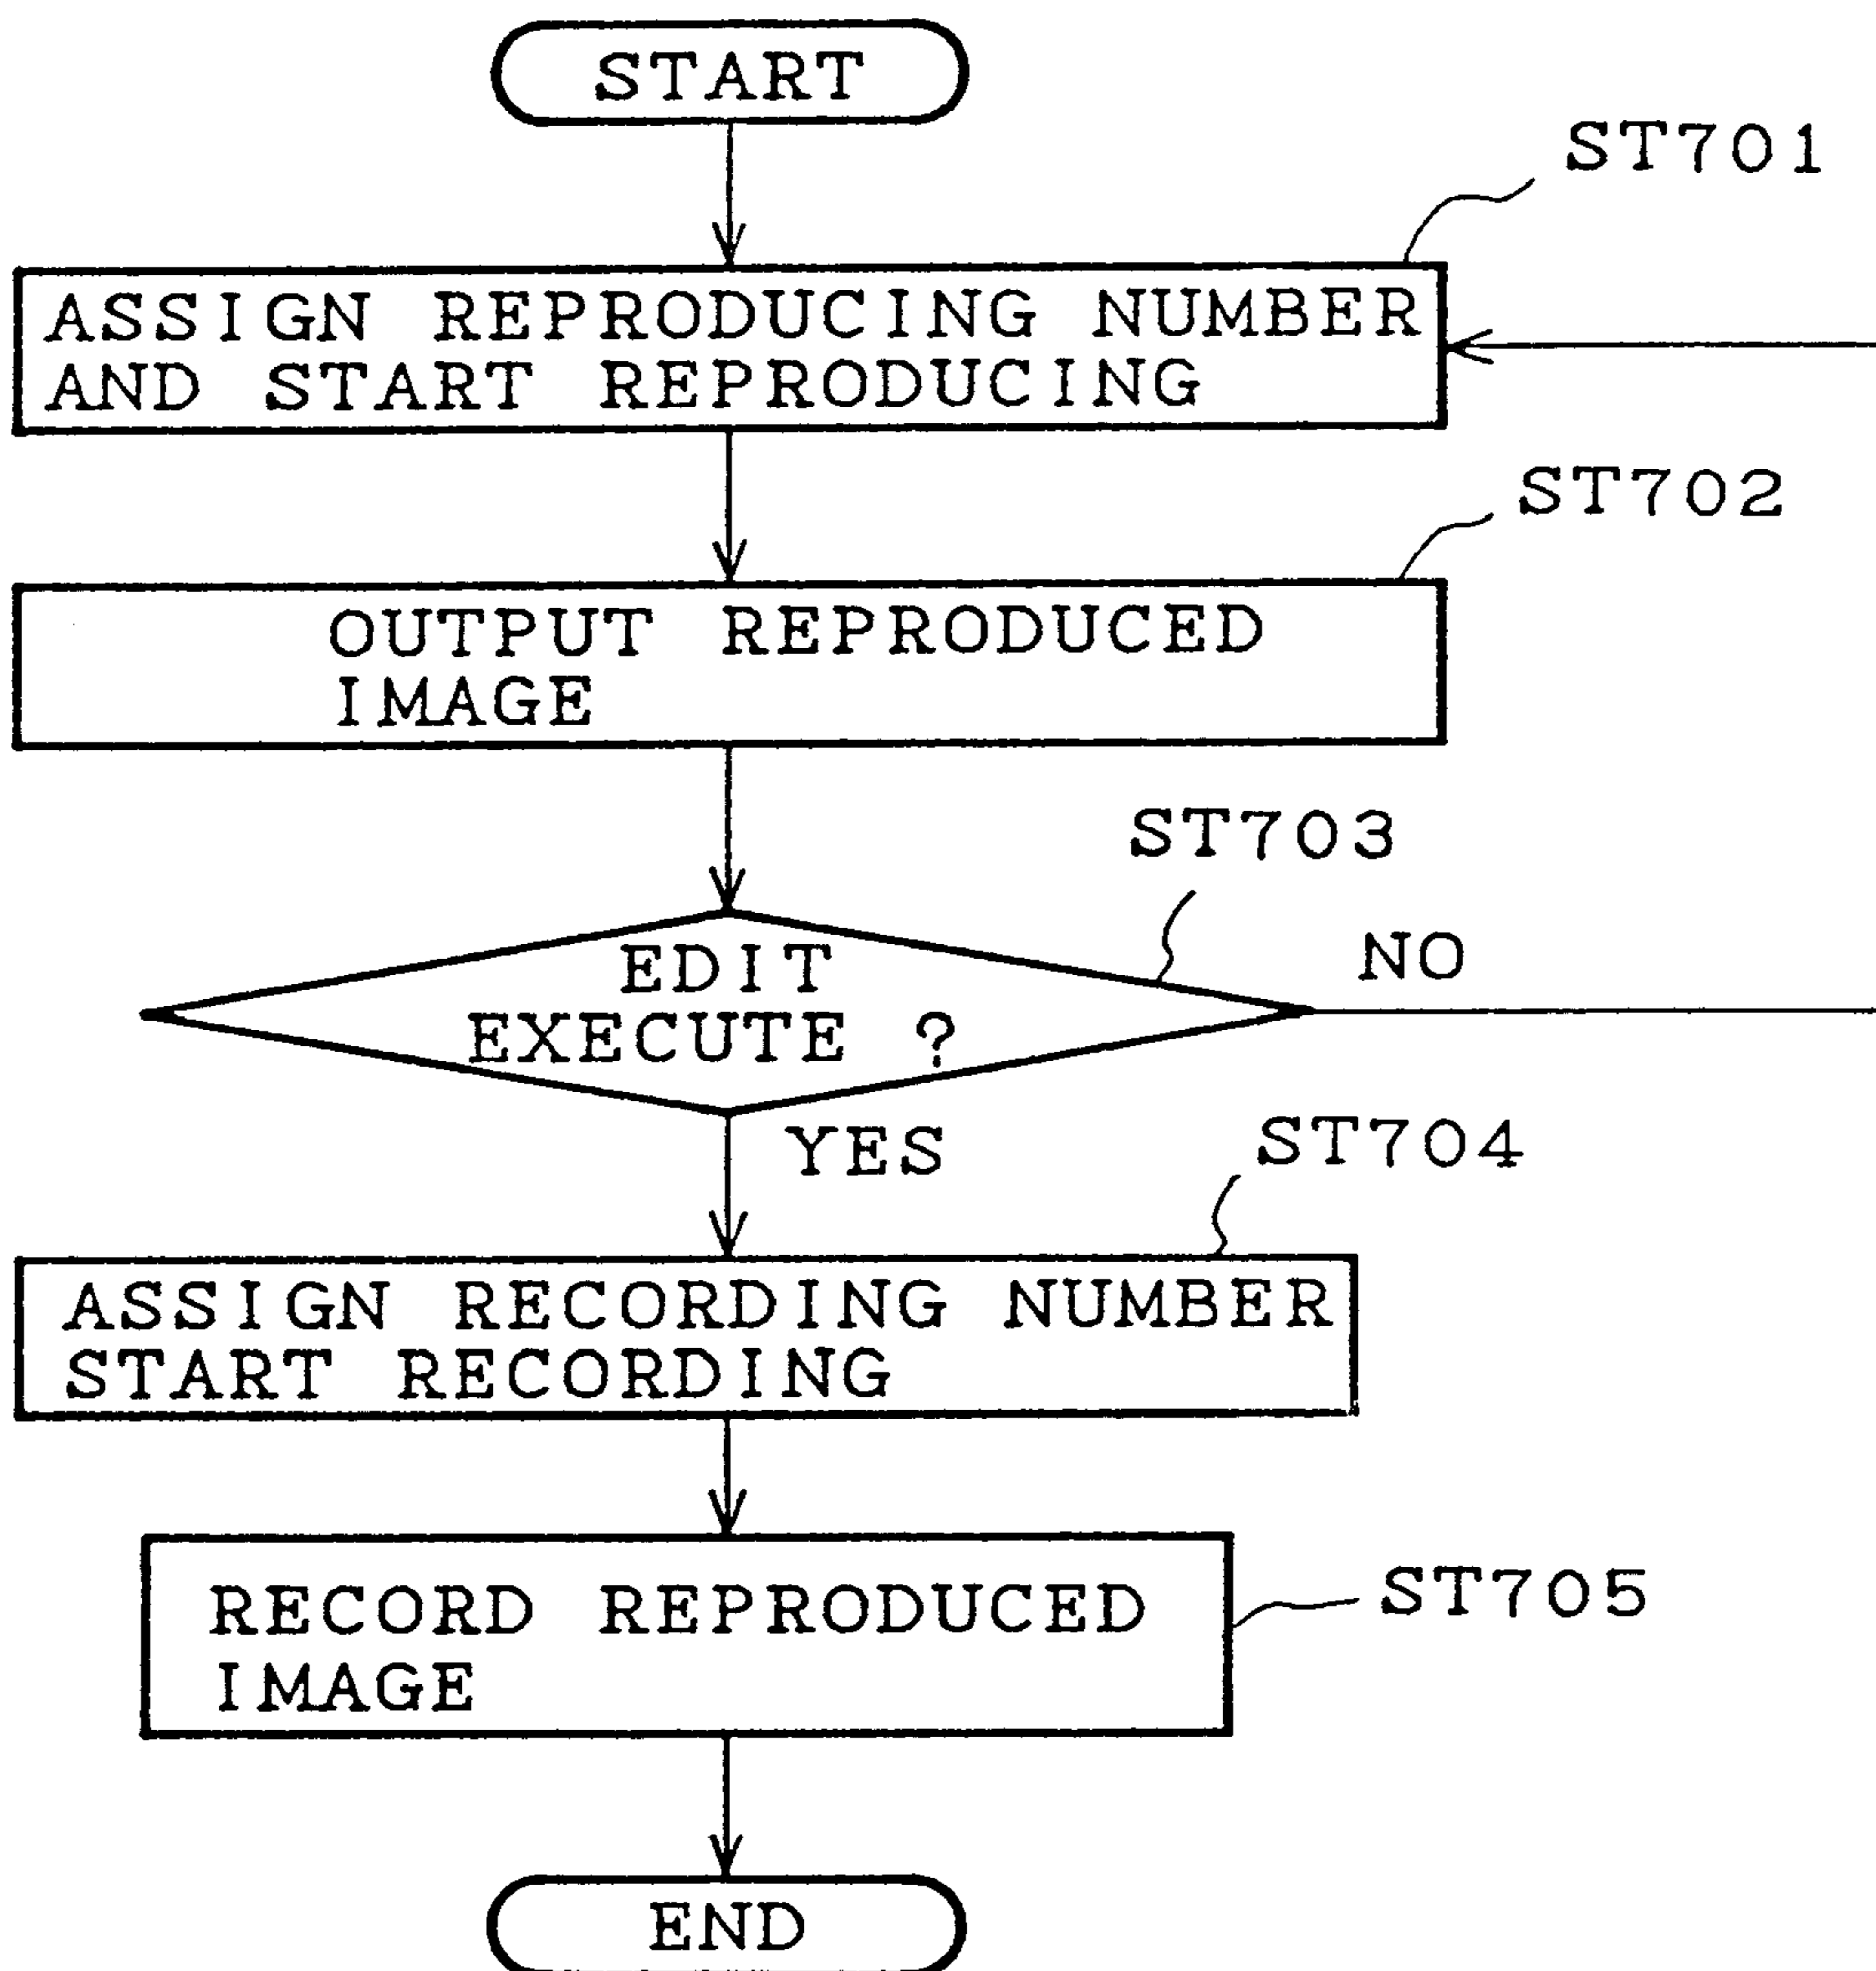 START
ST701
ASSIGN REPRODUCING NUMBER
AND START REPRODUCING
ST702
OUTPUT REPRODUCED
IMAGE
ST703
EDIT
EXECUTE ?
NO
YES
ST704
ASSIGN RECORDING NUMBER
START RECORDING
RECORD REPRODUCED
IMAGE
ST705
END